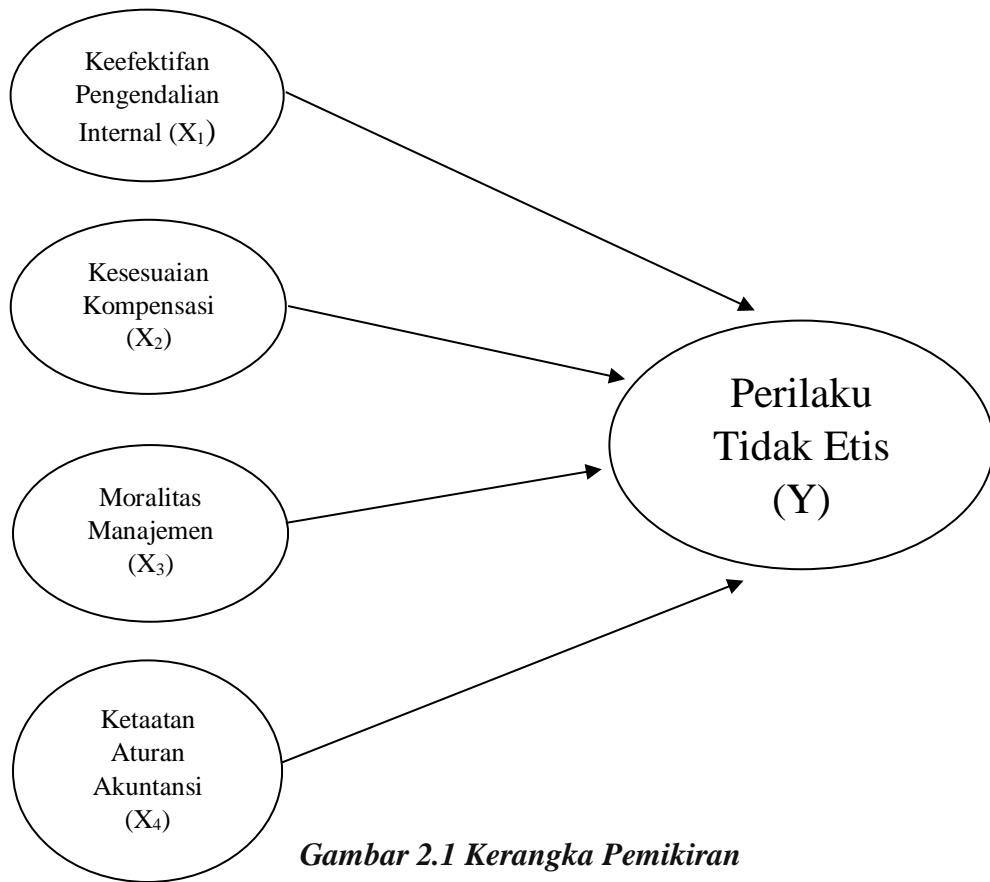 Keefektifan
Pengendalian
Internal (X₁)
Kesesuaian
Kompensasi
(X₂)
Perilaku
Tidak Etis
(Y)
Moralitas
Manajemen
(X₃)
Ketaatan
Aturan
Akuntansi
(X₄)
Gambar 2.1 Kerangka Pemikiran